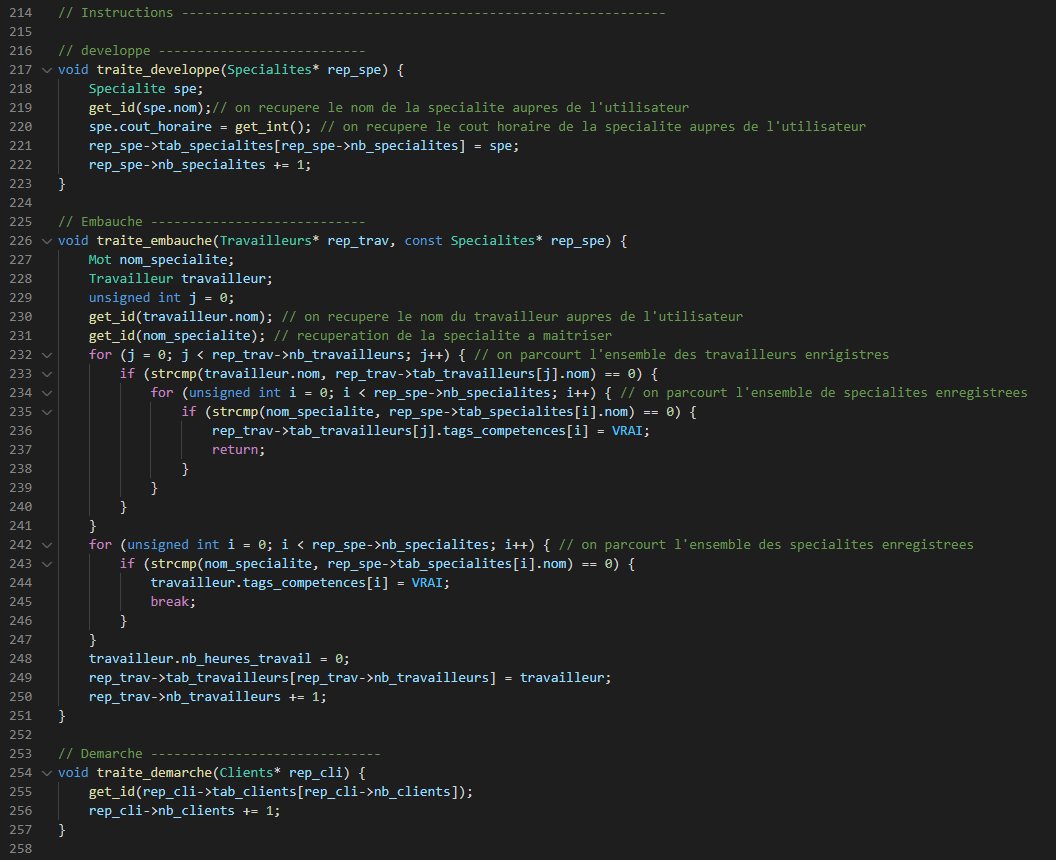 214 // Instructions ---------------------------------------------------------------
215
216 // developpe ---------------------------
217 void traite_developpe(Specialites* rep_spe) {
218 Specialite spe;
219 get_id(spe.nom);// on recupere le nom de la specialite aupres de l'utilisateur
220 spe.cout_horaire = get_int(); // on recupere le cout horaire de la specialite aupres de l'utilisateur
221 rep_spe->tab_specialites[rep_spe->nb_specialites] = spe;
222 rep_spe->nb_specialites += 1;
223 }
224
225 // Embauche ----------------------------
226 void traite_embauche(Travailleurs* rep_trav, const Specialites* rep_spe) {
227 Mot nom_specialite;
228 Travailleur travailleur;
229 unsigned int j = 0;
230 get_id(travailleur.nom); // on recupere le nom du travailleur aupres de l'utilisateur
231 get_id(nom_specialite); // recuperation de la specialite a maitriser
232 for (j = 0; j < rep_trav->nb_travailleurs; j++) { // on parcourt l'ensemble des travailleurs enrigistres
233 if (strcmp(travailleur.nom, rep_trav->tab_travailleurs[j].nom) == 0) {
234 for (unsigned int i = 0; i < rep_spe->nb_specialites; i++) { // on parcourt l'ensemble de specialites enregistrees
235 if (strcmp(nom_specialite, rep_spe->tab_specialites[i].nom) == 0) {
236 rep_trav->tab_travailleurs[j].tags_competences[i] = VRAI;
237 return;
238 }
239 }
240 }
241 }
242 for (unsigned int i = 0; i < rep_spe->nb_specialites; i++) { // on parcourt l'ensemble des specialites enregistrees
243 if (strcmp(nom_specialite, rep_spe->tab_specialites[i].nom) == 0) {
244 travailleur.tags_competences[i] = VRAI;
245 break;
246 }
247 }
248 travailleur.nb_heures_travail = 0;
249 rep_trav->tab_travailleurs[rep_trav->nb_travailleurs] = travailleur;
250 rep_trav->nb_travailleurs += 1;
251 }
252
253 // Demarche ------------------------------
254 void traite_demarche(Clients* rep_cli) {
255 get_id(rep_cli->tab_clients[rep_cli->nb_clients]);
256 rep_cli->nb_clients += 1;
257 }
258